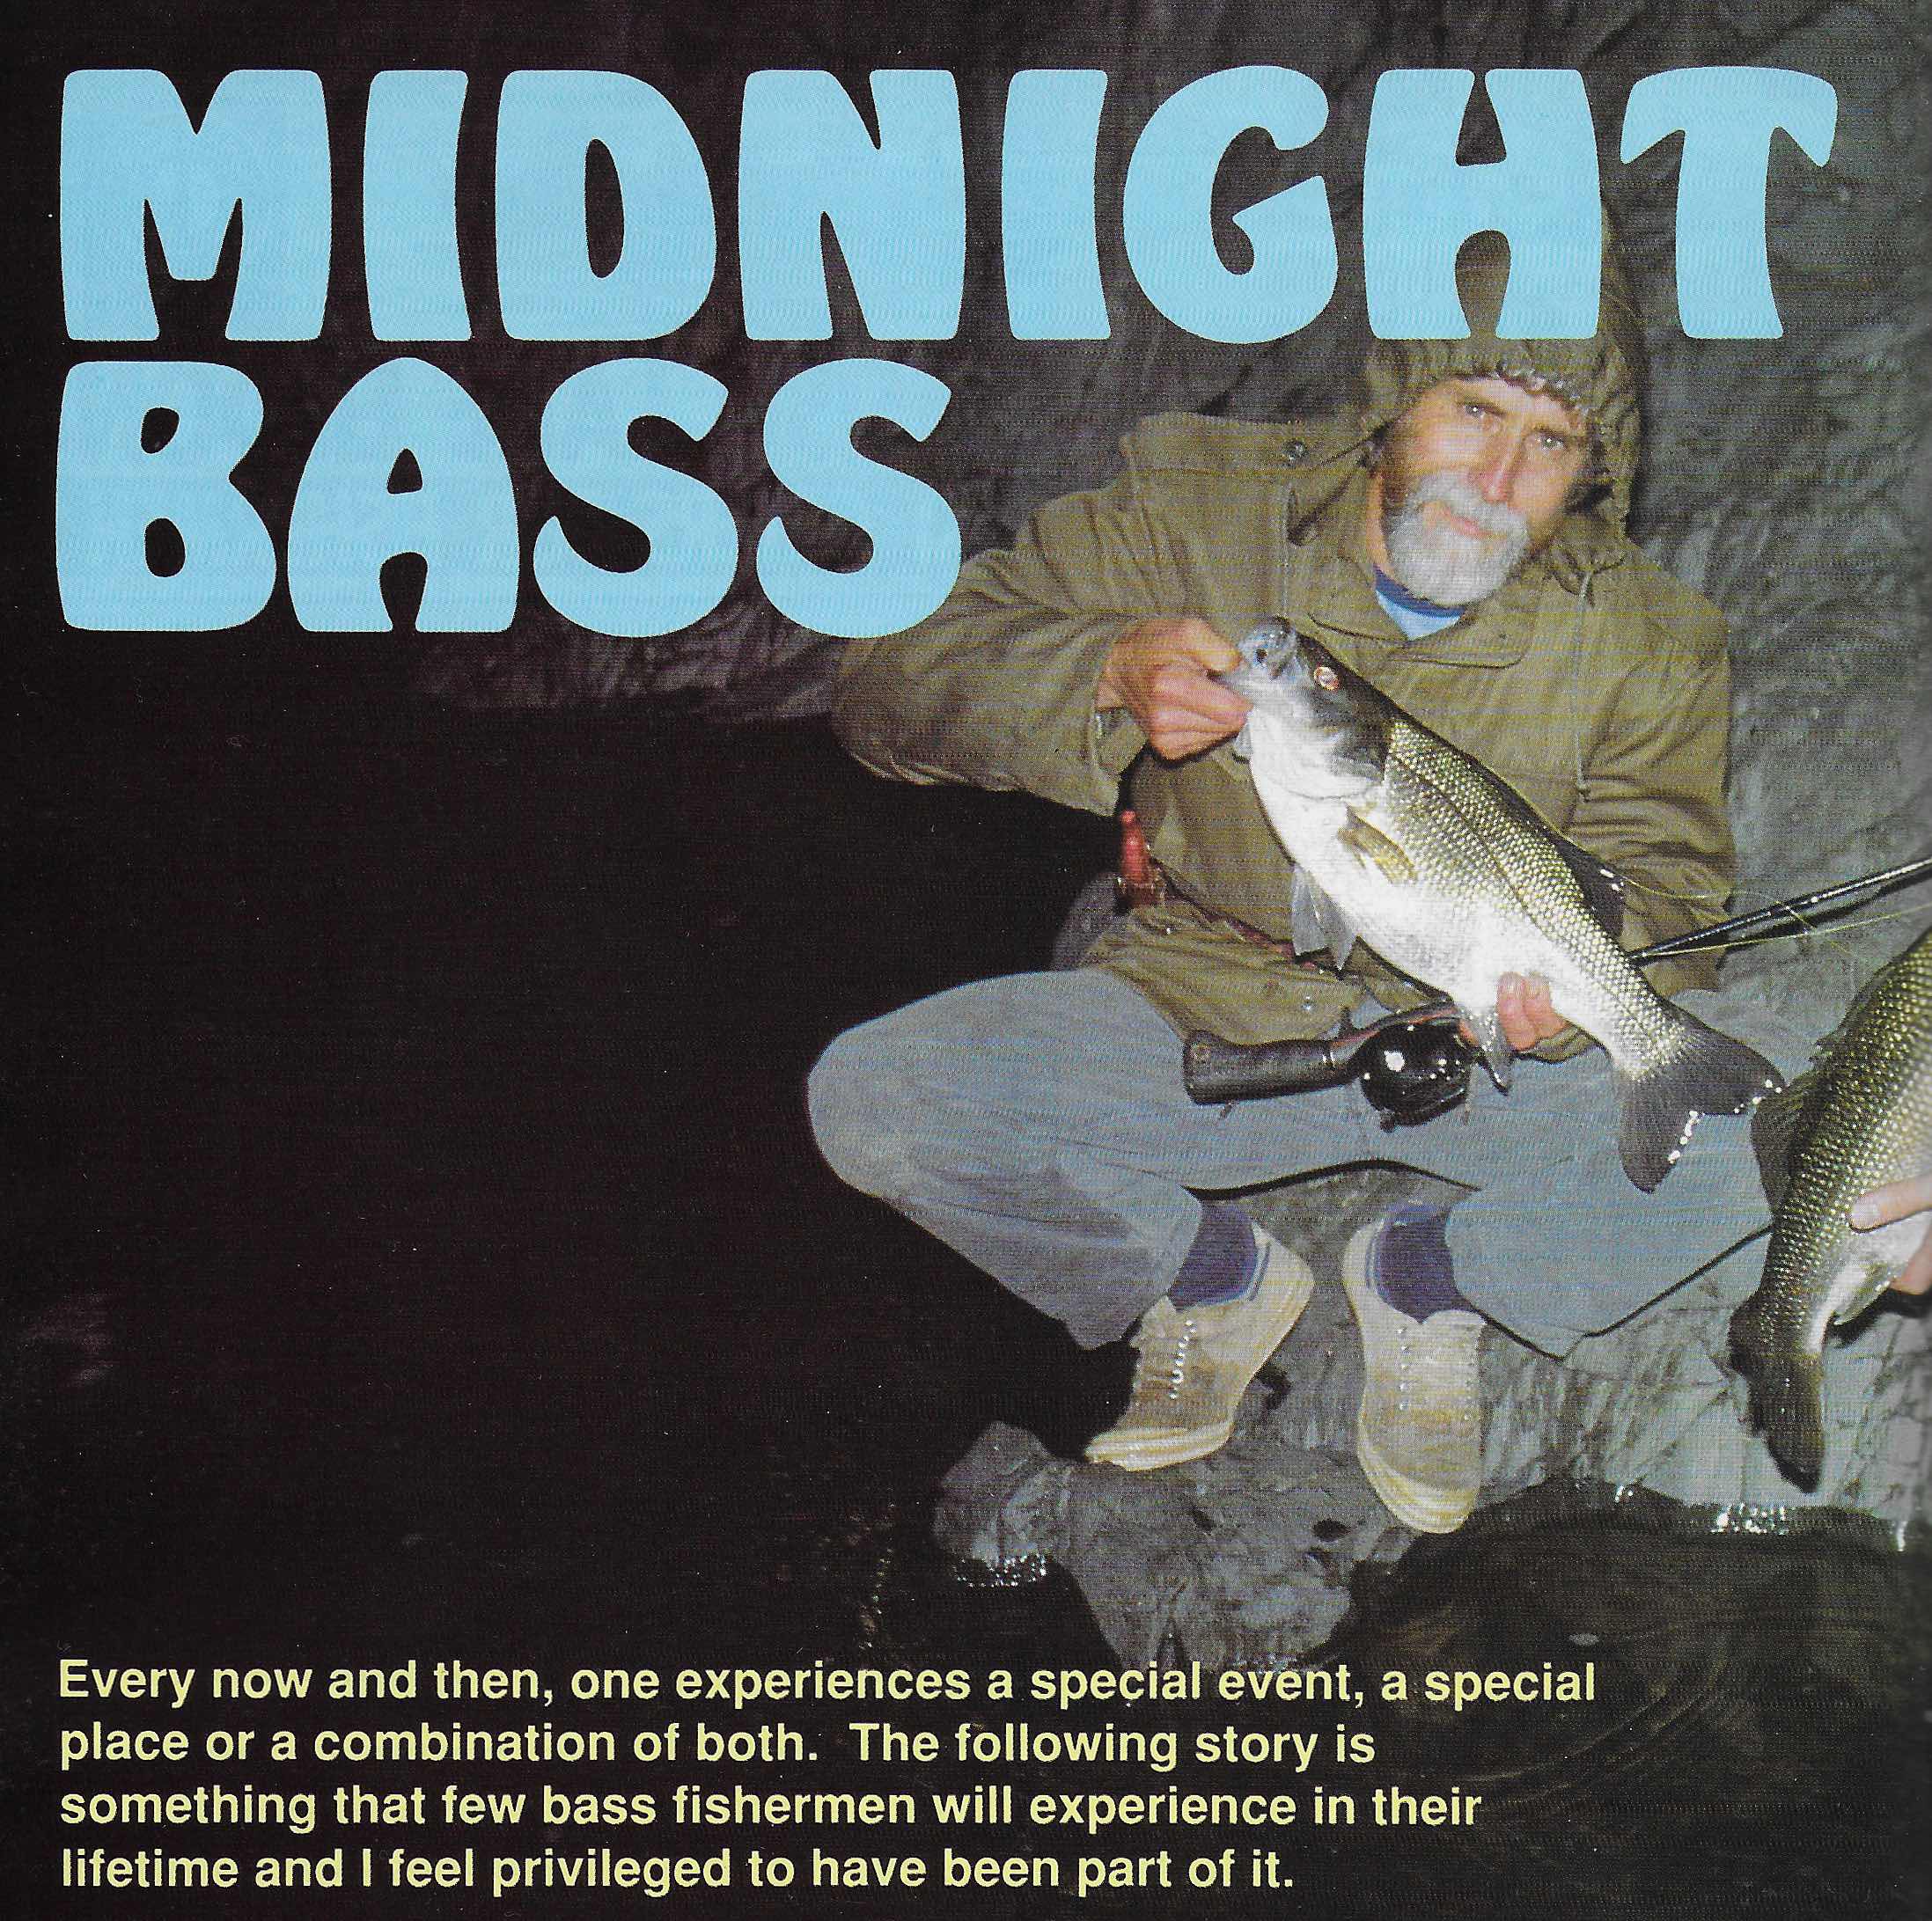 MIDNIGHT
BASS
Every now and then, one experiences a special event, a special
place or a combination of both. The following story is
something that few bass fishermen will experience in their
lifetime and I feel privileged to have been part of it.